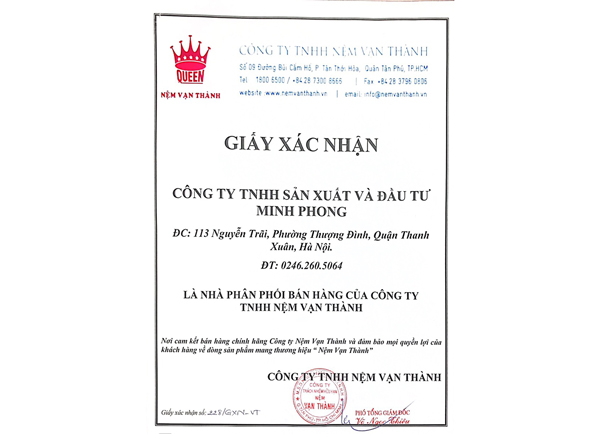 QUEEN
NỆM VẠN THÀNH
CÔNG TY TNHH NỆM VẠN THÀNH
Số 09 Đường Bùi Cẩm Hổ, P. Tân Thới Hòa, Quận Tân Phú, TP.HCM
Tel: 1800 6500 / +84.28 7300 8666 | Fax: +84.28 3796 0806
website: www.nemvanthanh.vn | email: info@nemvanthanh.vn
GIẤY XÁC NHẬN
CÔNG TY TNHH SẢN XUẤT VÀ ĐẦU TƯ
MINH PHONG
ĐC: 113 Nguyễn Trãi, Phường Thượng Đình, Quận Thanh
Xuân, Hà Nội.
ĐT: 0246.260.5064
LÀ NHÀ PHÂN PHỐI BÁN HÀNG CỦA CÔNG TY
TNHH NỆM VẠN THÀNH
Nơi cam kết bán hàng chính hãng Công ty Nệm Vạn Thành và đảm bảo mọi quyền lợi của
khách hàng về dòng sản phẩm mang thương hiệu " Nệm Vạn Thành"
CÔNG TY TNHH NỆM VẠN THÀNH
CÔNG TY
TRÁCH NHIỆM HỮU HẠN
NỆM
VẠN THÀNH
Giấy xác nhận số: 228/GXN-VT
PHÓ TỔNG GIÁM ĐỐC
Võ Ngọc Chiêu